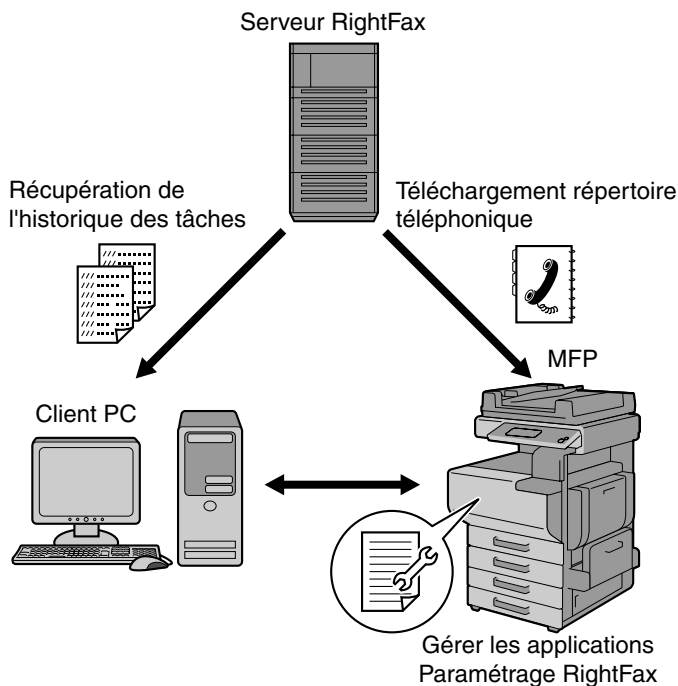 Serveur RightFax
Récupération de
l'historique des tâches
Téléchargement répertoire
téléphonique
MFP
Client PC
Gérer les applications
Paramétrage RightFax